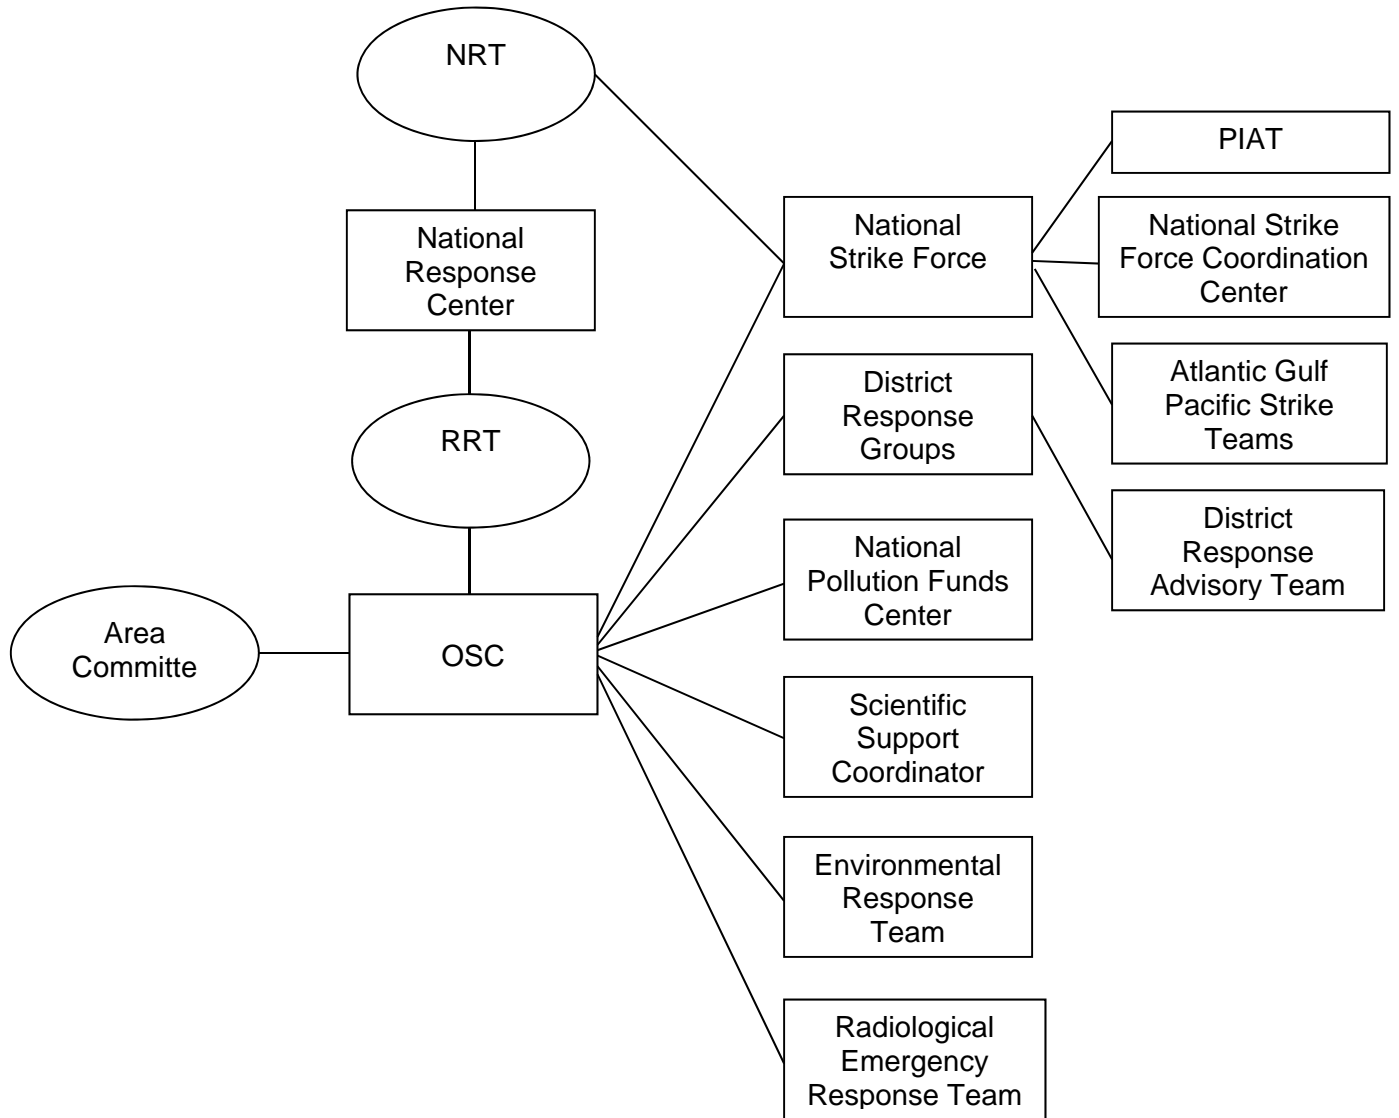 NRT
National
Response
Center
RRT
Area
Committe
OSC
National
Strike Force
District
Response
Groups
National
Pollution Funds
Center
Scientific
Support
Coordinator
Environmental
Response
Team
Radiological
Emergency
Response Team
PIAT
National Strike
Force Coordination
Center
Atlantic Gulf
Pacific Strike
Teams
District
Response
Advisory Team